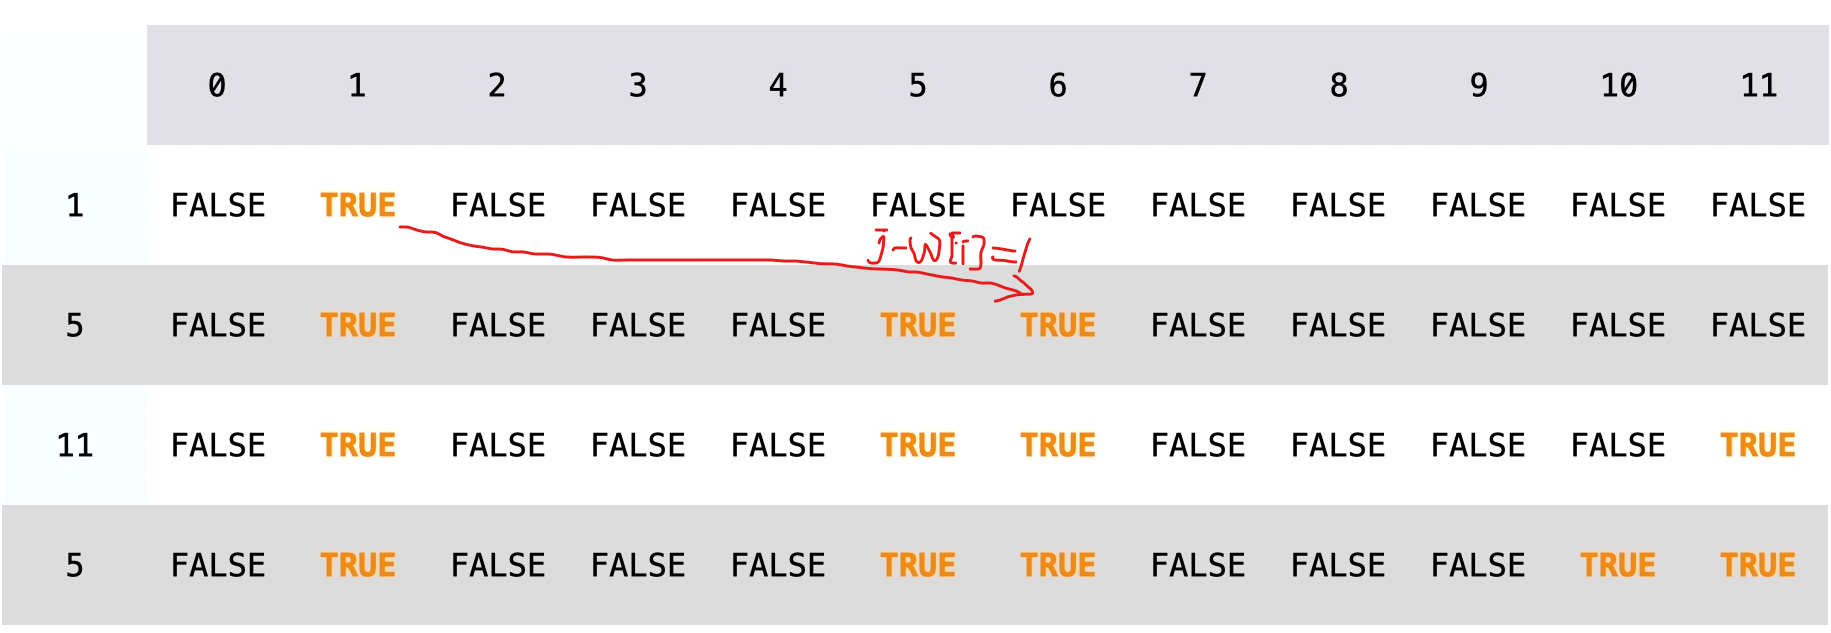 0 1 2 3 4 5 6 7 8 9 10 11
1 FALSE TRUE FALSE FALSE FALSE FALSE FALSE FALSE FALSE FALSE FALSE FALSE
J-W[i]=1
5 FALSE TRUE FALSE FALSE FALSE TRUE TRUE FALSE FALSE FALSE FALSE FALSE
11 FALSE TRUE FALSE FALSE FALSE TRUE TRUE FALSE FALSE FALSE FALSE TRUE
5 FALSE TRUE FALSE FALSE FALSE TRUE TRUE FALSE FALSE FALSE TRUE TRUE